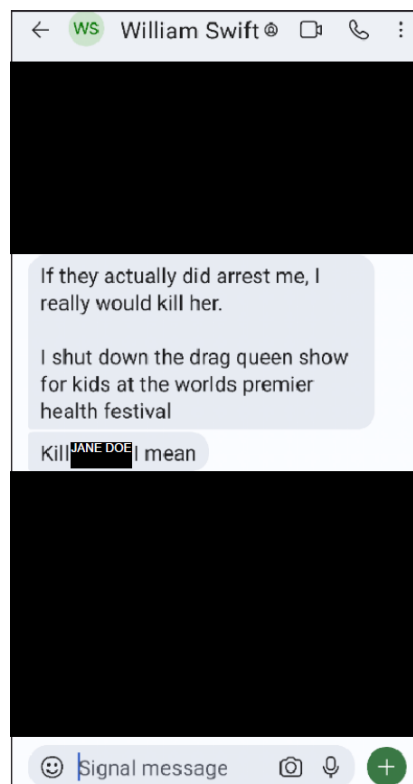 WS William Swift
If they actually did arrest me, I
really would kill her.
I shut down the drag queen show
for kids at the worlds premier
health festival
Kill JANE DOE I mean
Signal message